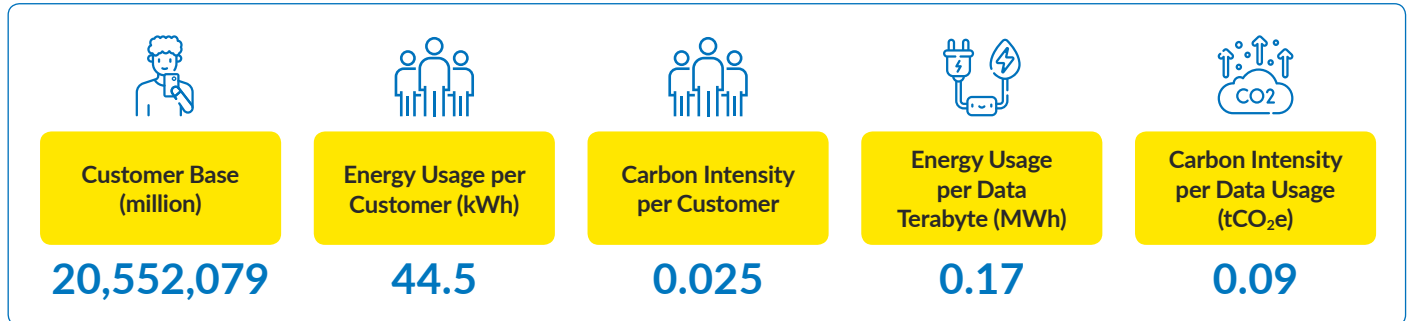 CO2
Customer Base
(million)
20,552,079
Energy Usage per
Customer (kWh)
44.5
Carbon Intensity
per Customer
0.025
Energy Usage
per Data
Terabyte (MWh)
0.17
Carbon Intensity
per Data Usage
(tCO₂e)
0.09